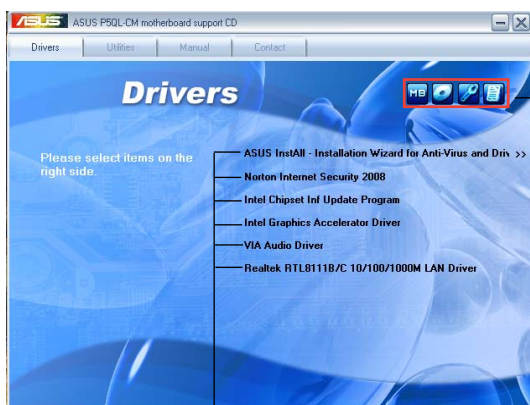 ASUS ASUS P5QL-CM motherboard support CD
Drivers Utilities Manual Contact
Drivers
MB
Please select items on the
right side.
ASUS InstAll - Installation Wizard for Anti-Virus and Driv >>
Norton Internet Security 2008
Intel Chipset Inf Update Program
Intel Graphics Accelerator Driver
VIA Audio Driver
Realtek RTL8111B/C 10/100/1000M LAN Driver